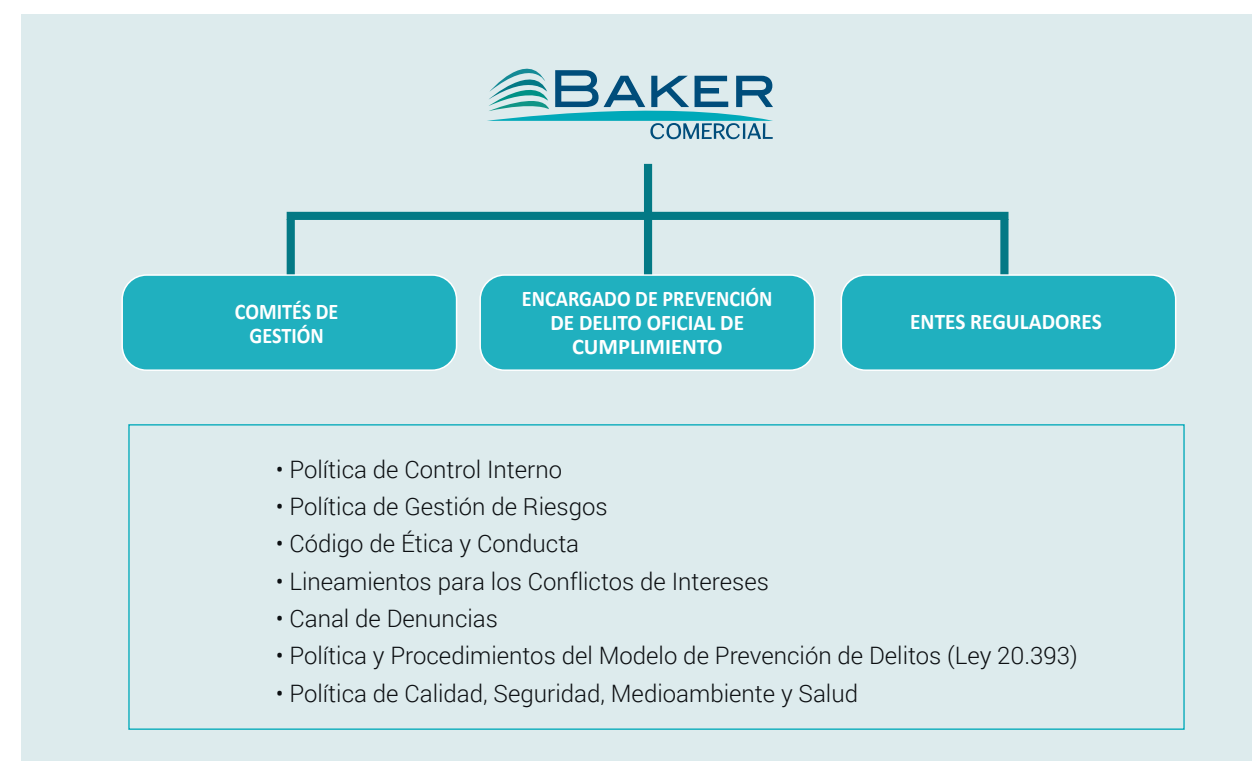 BAKER
COMERCIAL
COMITÉS DE
GESTIÓN
ENCARGADO DE PREVENCIÓN
DE DELITO OFICIAL DE
CUMPLIMIENTO
ENTES REGULADORES
• Política de Control Interno
• Política de Gestión de Riesgos
• Código de Ética y Conducta
• Lineamientos para los Conflictos de Intereses
• Canal de Denuncias
• Política y Procedimientos del Modelo de Prevención de Delitos (Ley 20.393)
• Política de Calidad, Seguridad, Medioambiente y Salud